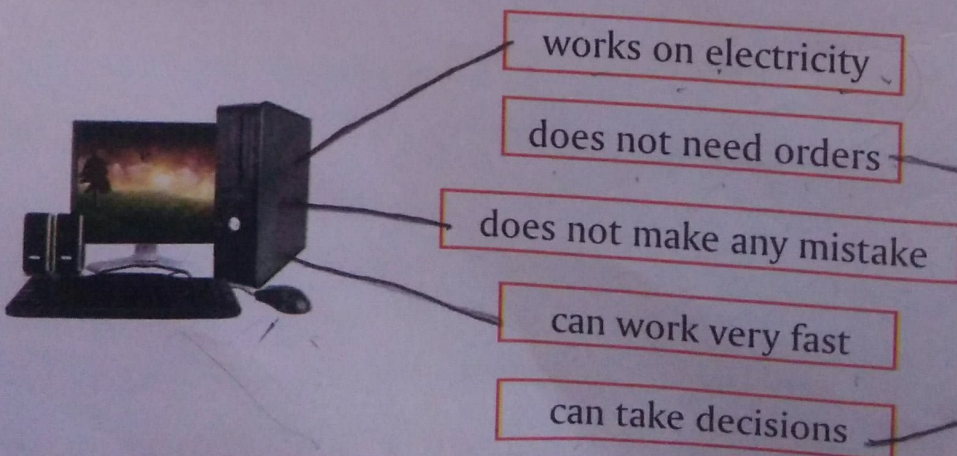 works on electricity
does not need orders
does not make any mistake
can work very fast
can take decisions